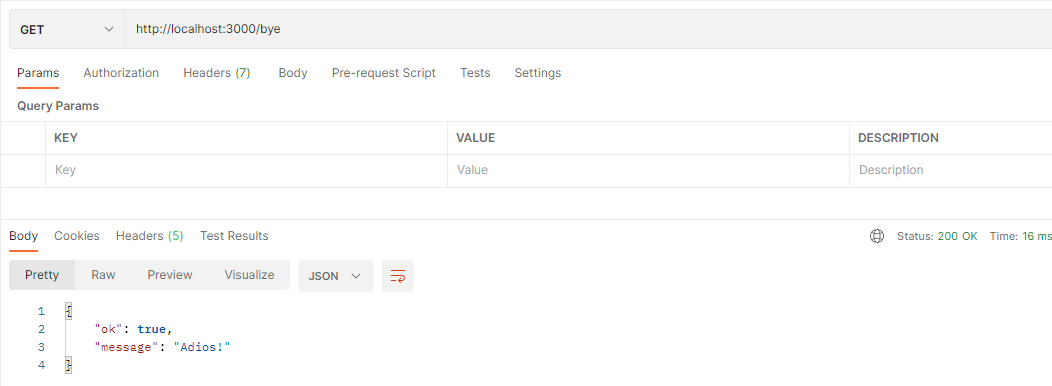 GET http://localhost:3000/bye
Params Authorization Headers (7) Body Pre-request Script Tests Settings
Query Params
KEY VALUE DESCRIPTION
Key Value Description
Body Cookies Headers (5) Test Results Status: 200 OK Time: 16 ms
Pretty Raw Preview Visualize JSON
1 {
2 "ok": true,
3 "message": "Adios!"
4 }